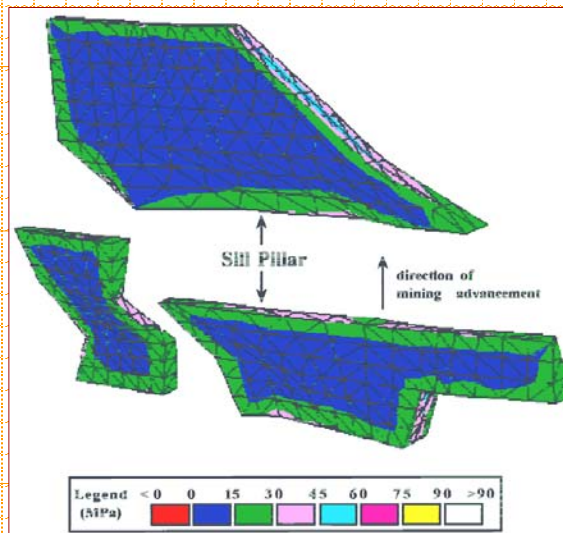 Sill Pillar
direction of
mining advancement
Legend < 0 0 15 30 45 60 75 90 >90
(MPa)